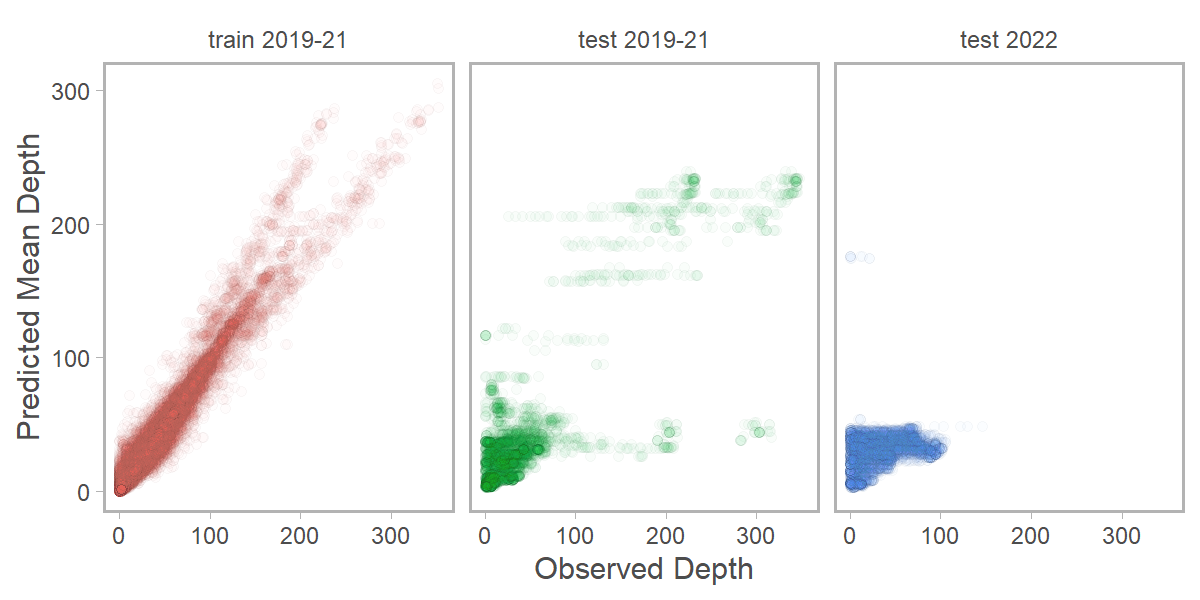 train 2019-21
test 2019-21
test 2022
Predicted Mean Depth
300
200
100
0
0 100 200 300
0 100 200 300
0 100 200 300
Observed Depth